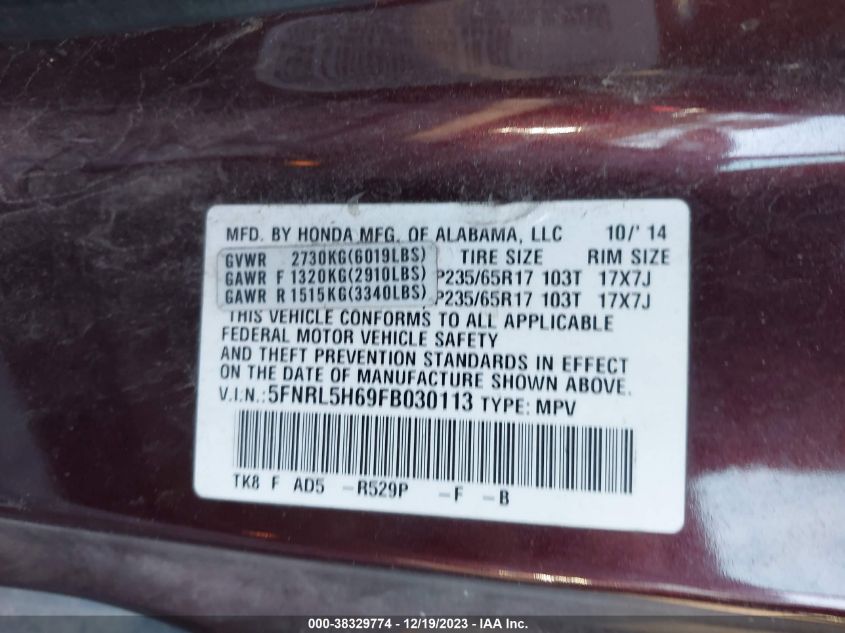 MFD. BY HONDA MFG. OF ALABAMA, LLC 10/'14
GVWR 2730KG(6019LBS) TIRE SIZE RIM SIZE
GAWR F 1320KG(2910LBS) P235/65R17 103T 17X7J
GAWR R 1515KG(3340LBS) P235/65R17 103T 17X7J
THIS VEHICLE CONFORMS TO ALL APPLICABLE
FEDERAL MOTOR VEHICLE SAFETY
AND THEFT PREVENTION STANDARDS IN EFFECT
ON THE DATE OF MANUFACTURE SHOWN ABOVE.
V.I.N.:5FNRL5H69FB030113 TYPE: MPV
TK8 F AD5 -R529P -F -B
000-38329774 - 12/19/2023 - IAA Inc.